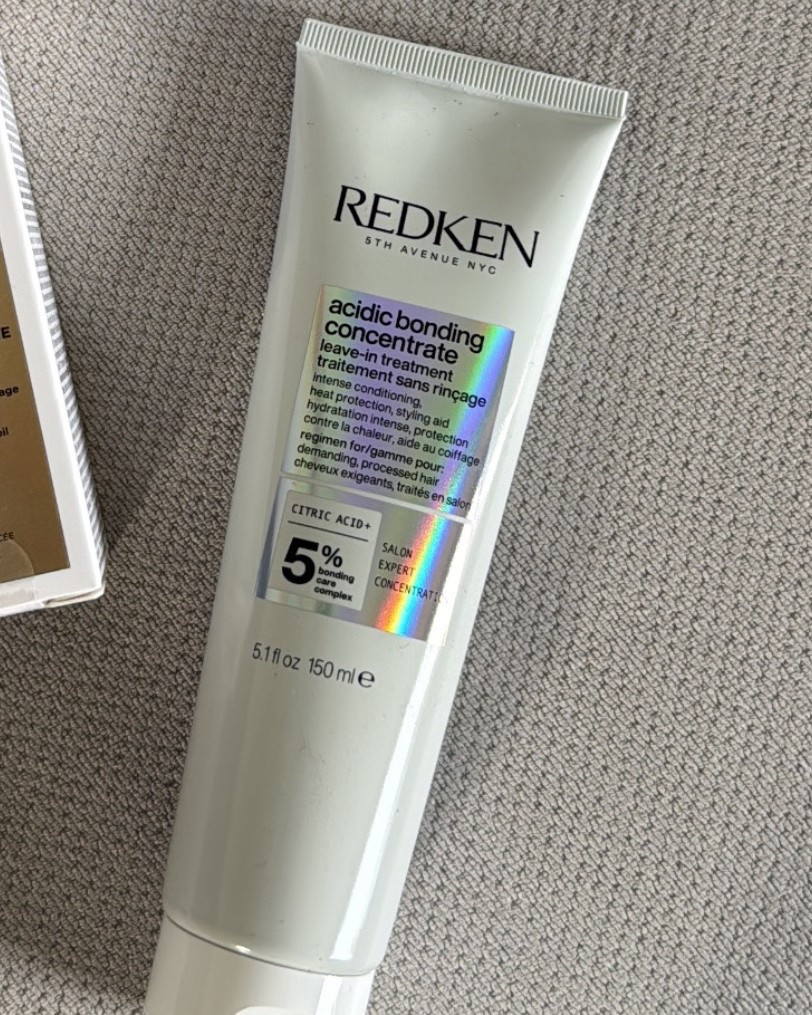 REDKEN
5TH AVENUE NYC
acidic bonding
concentrate
leave-in treatment
traitement sans rinçage
intense conditioning,
heat protection, styling aid
hydratation intense, protection
contre la chaleur, aide au coiffage
regimen for/gamme pour:
demanding, processed hair
cheveux exigeants, traités en salon
CITRIC ACID+
5%
bonding
care
complex
SALON
EXPERT
5.1 fl oz 150 ml e